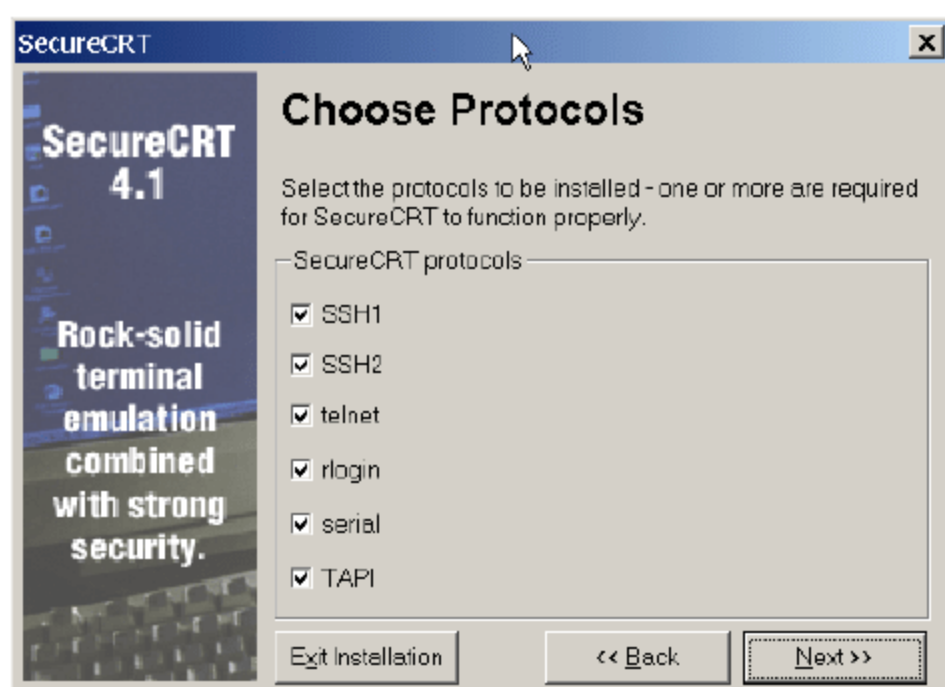 SecureCRT
SecureCRT
4.1
Rock-solid
terminal
emulation
combined
with strong
security.
Choose Protocols
Select the protocols to be installed - one or more are required
for SecureCRT to function properly.
SecureCRT protocols
SSH1
SSH2
telnet
rlogin
serial
TAPI
Exit Installation
<< Back
Next >>